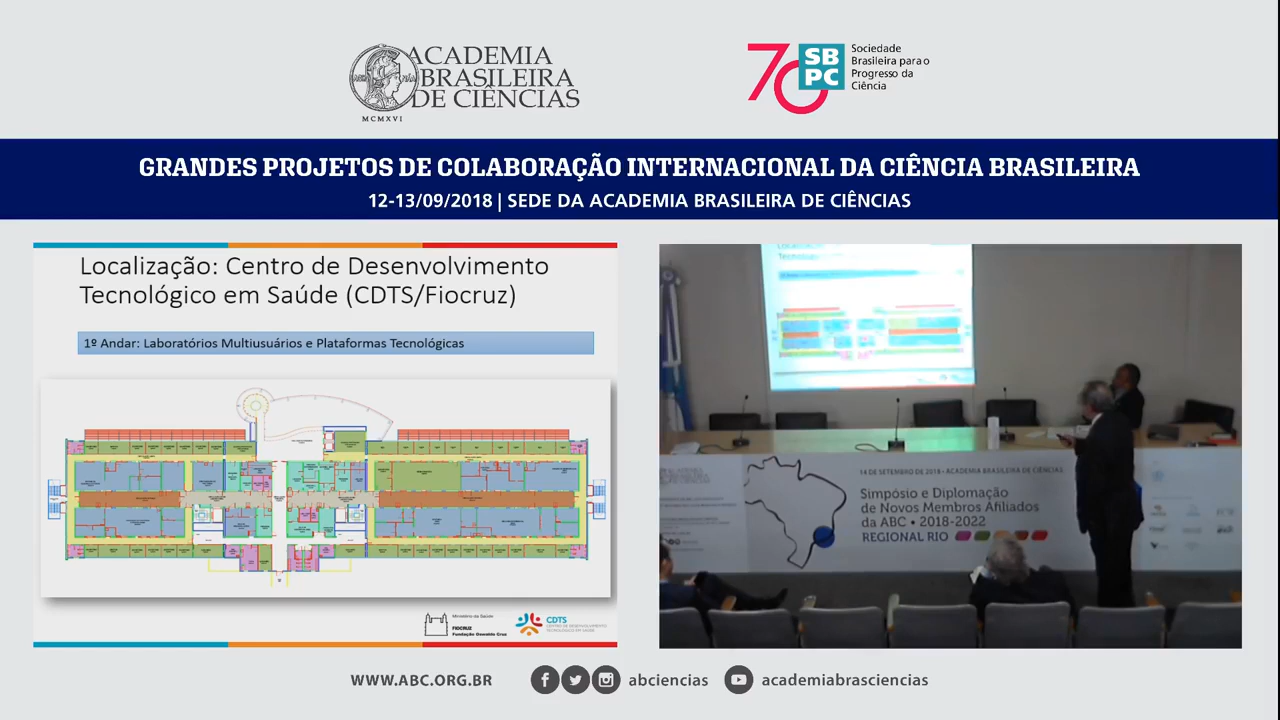 ACADEMIA
BRASILEIRA
DE CIÊNCIAS
MCMXVI
70
SB
PC
Sociedade
Brasileira para o
Progresso da
Ciência
GRANDES PROJETOS DE COLABORAÇÃO INTERNACIONAL DA CIÊNCIA BRASILEIRA
12-13/09/2018 | SEDE DA ACADEMIA BRASILEIRA DE CIÊNCIAS
Localização: Centro de Desenvolvimento
Tecnológico em Saúde (CDTS/Fiocruz)
1º Andar: Laboratórios Multiusuários e Plataformas Tecnológicas
Ministério da Saúde
FIOCRUZ
Fundação Oswaldo Cruz
CDTS
CENTRO DE DESENVOLVIMENTO
TECNOLÓGICO EM SAÚDE
14 DE SETEMBRO DE 2018 • ACADEMIA BRASILEIRA DE CIÊNCIAS
Simpósio e Diplomação
de Novos Membros Afiliados
da ABC • 2018-2022
REGIONAL RIO
WWW.ABC.ORG.BR
abciencias
academiabrasciencias